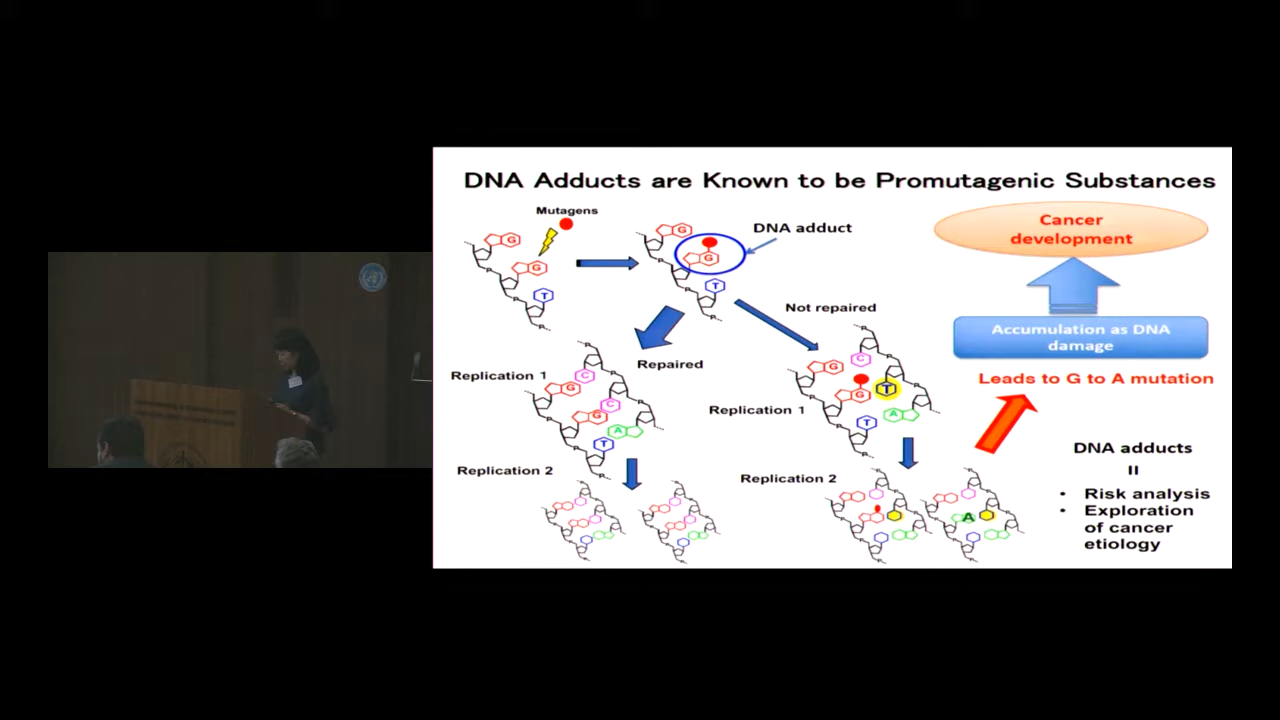 DNA Adducts are Known to be Promutagenic Substances
Mutagens
G
G
T
P
P
P
G
G
T
P
P
P
DNA adduct
Cancer
development
Not repaired
Accumulation as DNA
damage
Repaired
Leads to G to A mutation
Replication 1
G
C
G
C
T
A
Replication 1
G
C
G
T
T
A
Replication 2
Replication 2
A
DNA adducts
=
• Risk analysis
• Exploration
of cancer
etiology